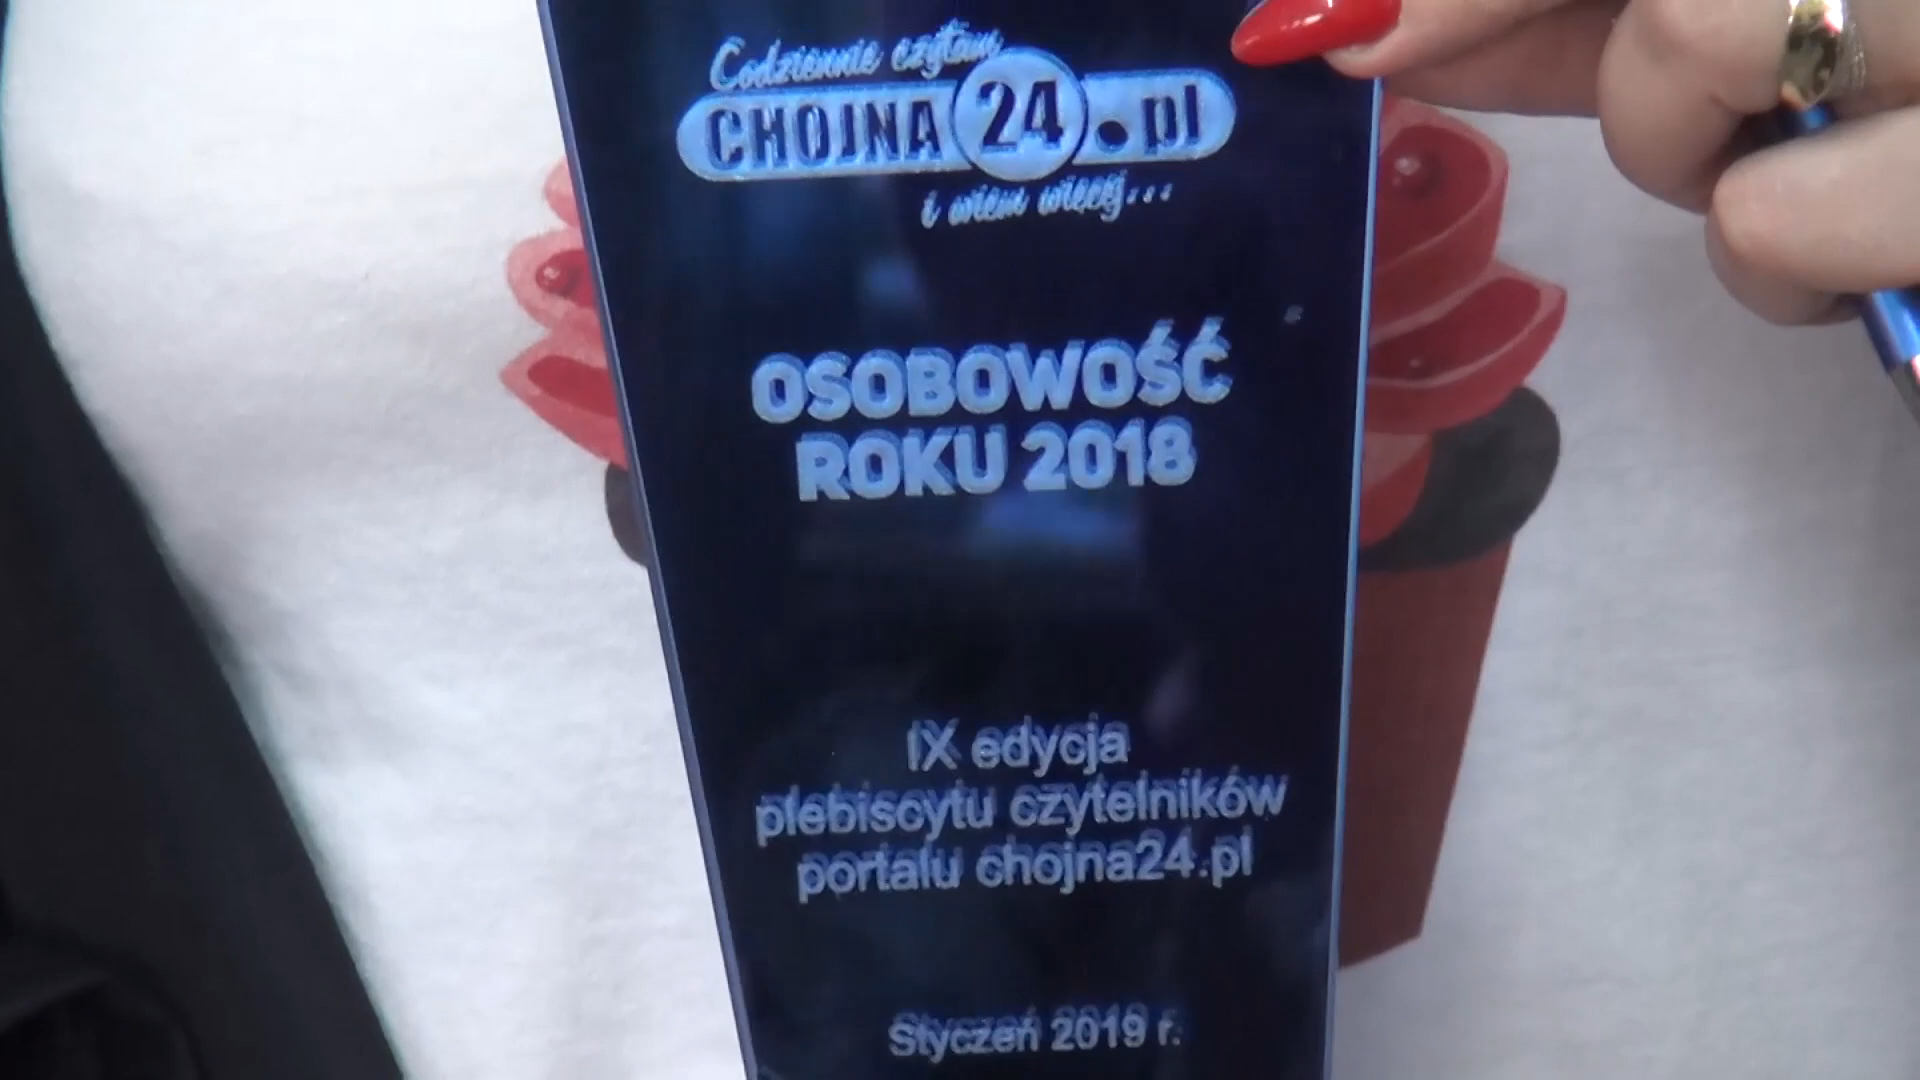 Codziennie czytam
CHOJNA24.pl
i wiem więcej...
OSOBOWOŚĆ
ROKU 2018
IX edycja
plebiscytu czytelników
portalu chojna24.pl
Styczeń 2019 r.